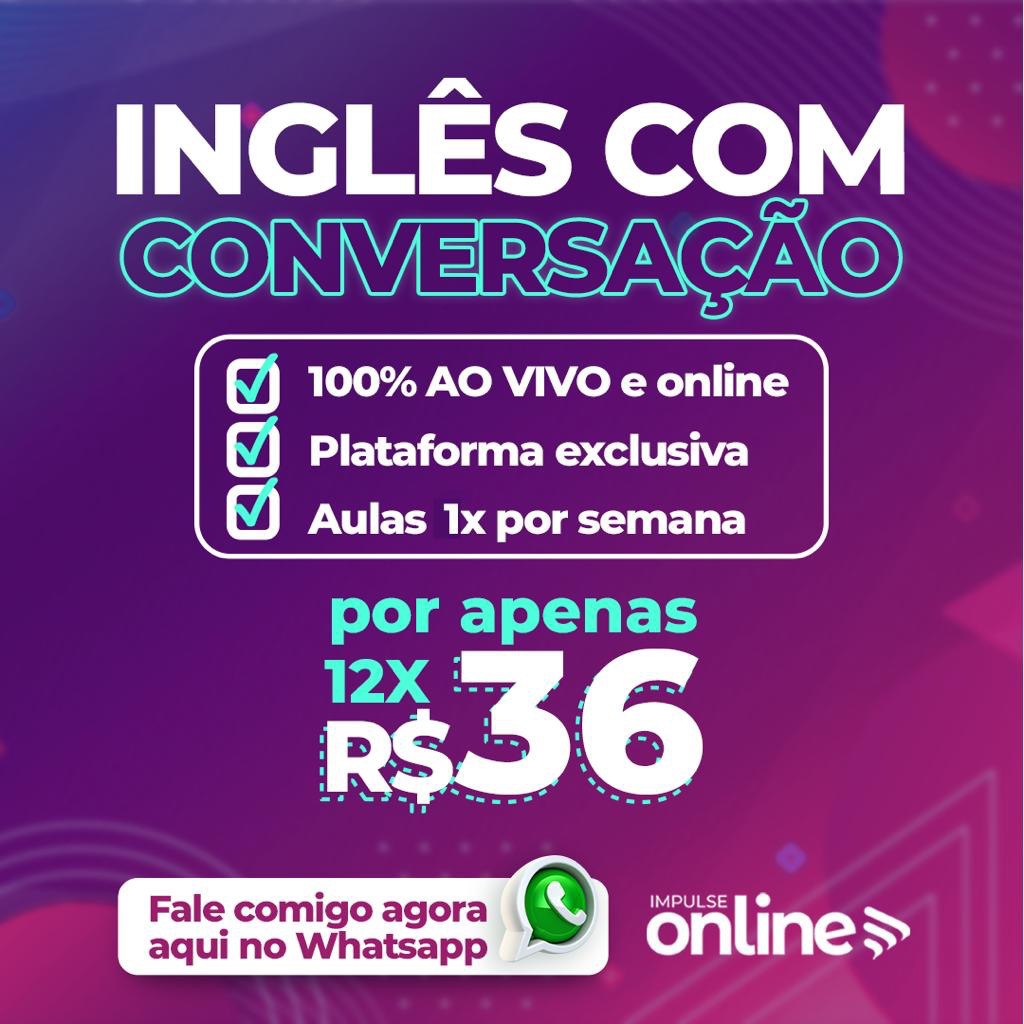 INGLÊS COM
CONVERSAÇÃO
100% AO VIVO e online
Plataforma exclusiva
Aulas 1x por semana
por apenas
12X
R$36
Fale comigo agora
aqui no Whatsapp
IMPULSE
online